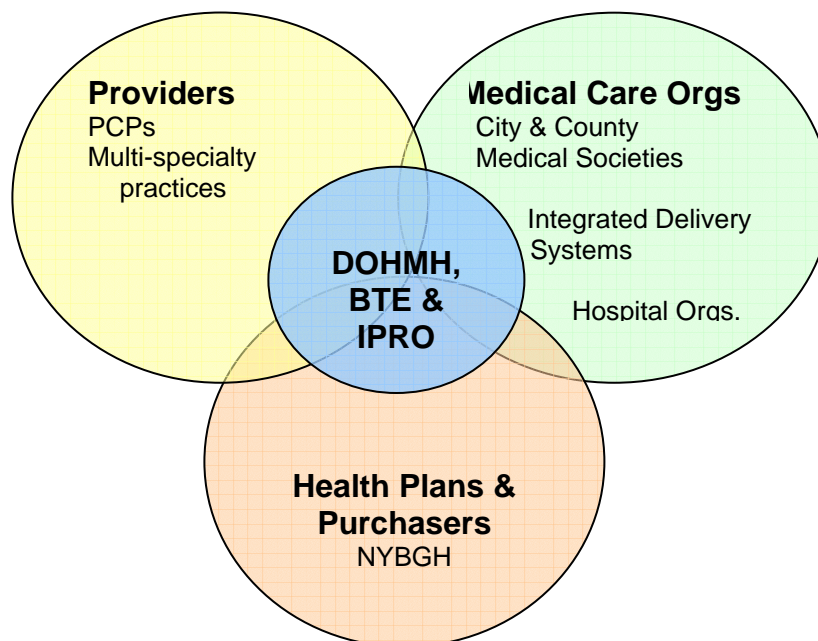 Providers
PCPs
Multi-specialty
practices
Medical Care Orgs
City & County
Medical Societies
Integrated Delivery
Systems
Hospital Orgs.
DOHMH,
BTE &
IPRO
Health Plans &
Purchasers
NYBGH